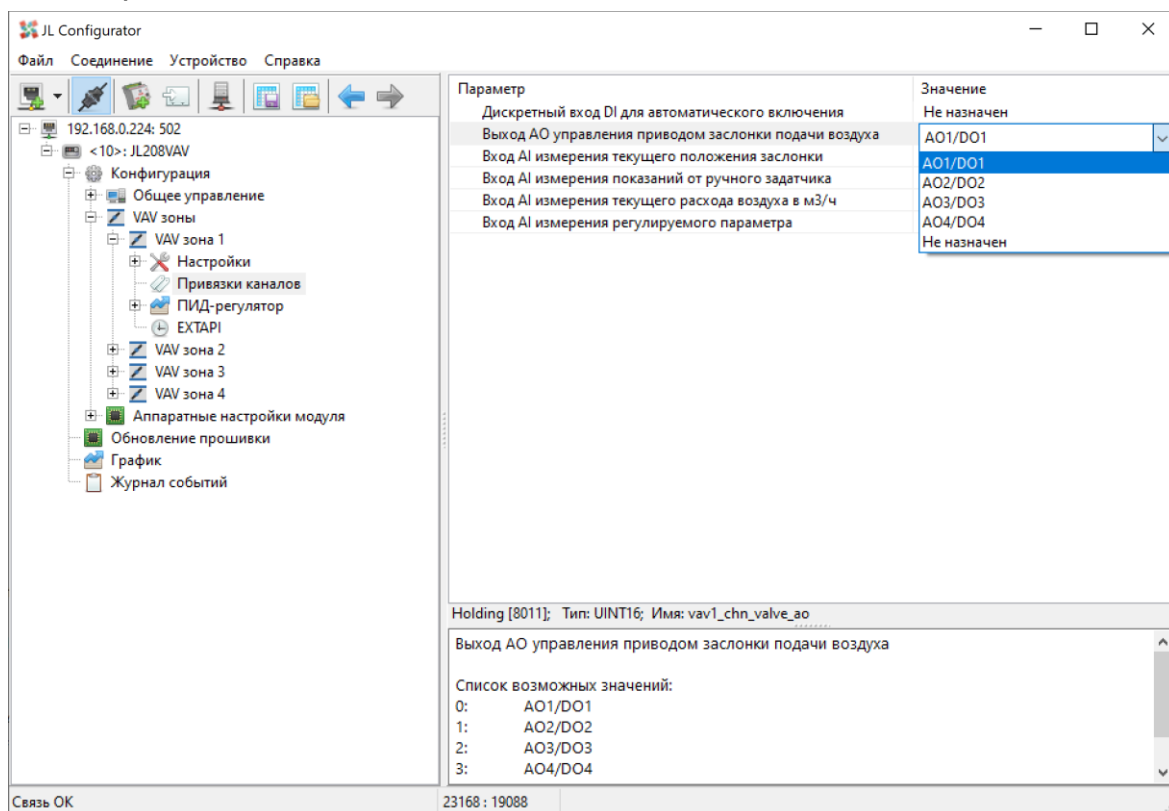 JL Configurator
Файл Соединение Устройство Справка
192.168.0.224: 502
<10>: JL208VAV
Конфигурация
Общее управление
VAV зоны
VAV зона 1
Настройки
Привязки каналов
ПИД-регулятор
EXTAPI
VAV зона 2
VAV зона 3
VAV зона 4
Аппаратные настройки модуля
Обновление прошивки
График
Журнал событий
Параметр Значение
Дискретный вход DI для автоматического включения Не назначен
Выход АО управления приводом заслонки подачи воздуха AO1/DO1
Вход AI измерения текущего положения заслонки
Вход AI измерения показаний от ручного задатчика
Вход AI измерения текущего расхода воздуха в м3/ч
Вход AI измерения регулируемого параметра
AO1/DO1
AO2/DO2
AO3/DO3
AO4/DO4
Не назначен
Holding [8011]; Тип: UINT16; Имя: vav1_chn_valve_ao
Выход АО управления приводом заслонки подачи воздуха
Список возможных значений:
0: AO1/DO1
1: AO2/DO2
2: AO3/DO3
3: AO4/DO4
Связь ОК 23168 : 19088